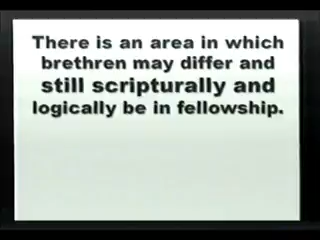 There is an area in which
brethren may differ and
still scripturally and
logically be in fellowship.